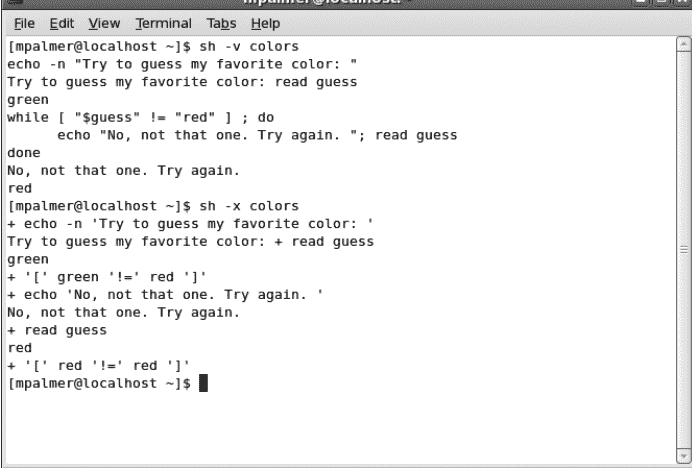 mpalmer@localhost:~
File Edit View Terminal Tabs Help
[mpalmer@localhost ~]$ sh -v colors
echo -n "Try to guess my favorite color: "
Try to guess my favorite color: read guess
green
while [ "$guess" != "red" ] ; do
      echo "No, not that one. Try again. "; read guess
done
No, not that one. Try again.
red
[mpalmer@localhost ~]$ sh -x colors
+ echo -n 'Try to guess my favorite color: '
Try to guess my favorite color: + read guess
green
+ '[' green '!=' red ']'
+ echo 'No, not that one. Try again. '
No, not that one. Try again.
+ read guess
red
+ '[' red '!=' red ']'
[mpalmer@localhost ~]$